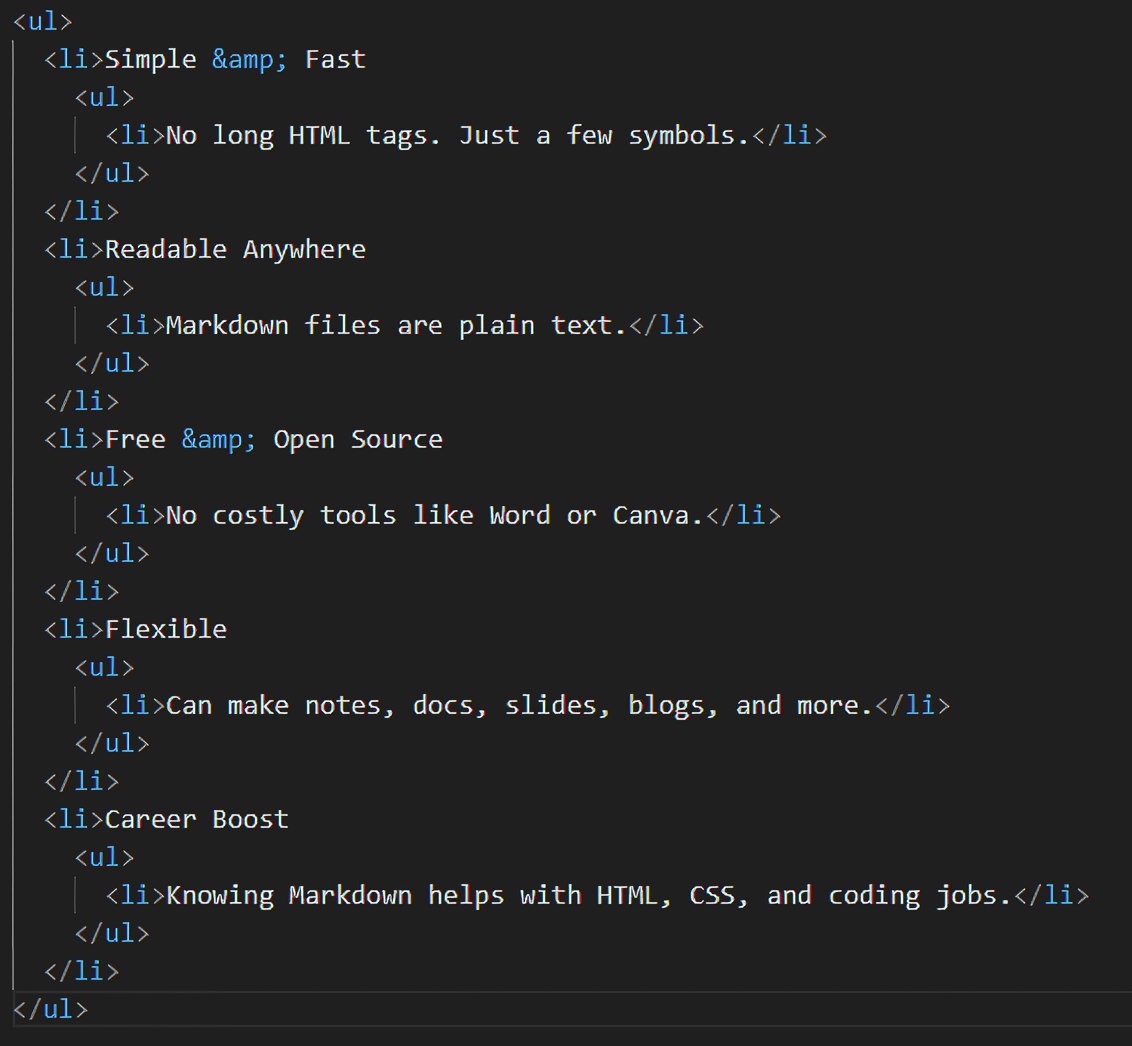 <ul>
  <li>Simple &amp; Fast
    <ul>
      <li>No long HTML tags. Just a few symbols.</li>
    </ul>
  </li>
  <li>Readable Anywhere
    <ul>
      <li>Markdown files are plain text.</li>
    </ul>
  </li>
  <li>Free &amp; Open Source
    <ul>
      <li>No costly tools like Word or Canva.</li>
    </ul>
  </li>
  <li>Flexible
    <ul>
      <li>Can make notes, docs, slides, blogs, and more.</li>
    </ul>
  </li>
  <li>Career Boost
    <ul>
      <li>Knowing Markdown helps with HTML, CSS, and coding jobs.</li>
    </ul>
  </li>
</ul>